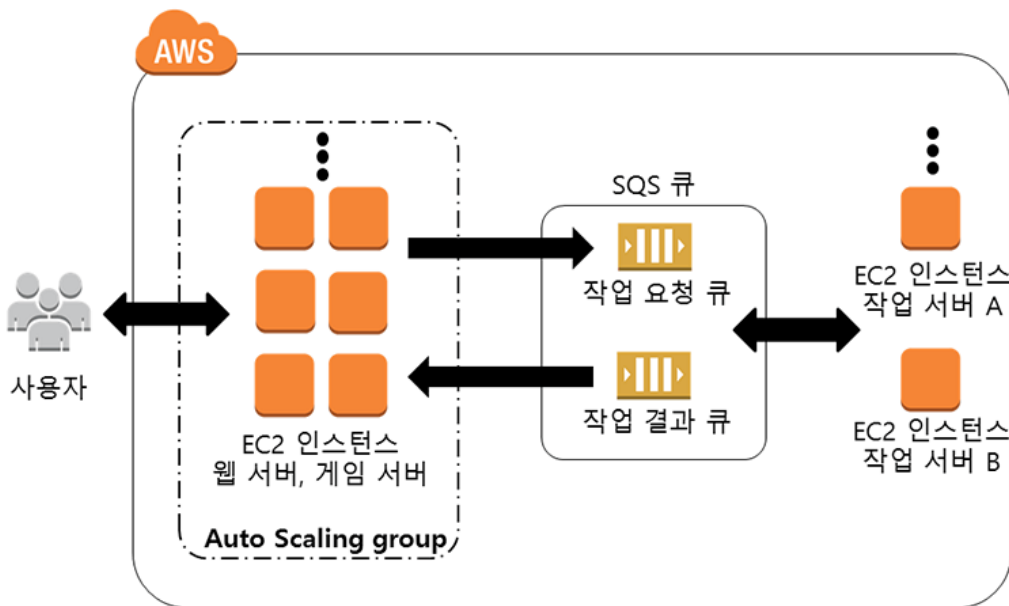 AWS
SQS 큐
작업 요청 큐
작업 결과 큐
사용자
EC2 인스턴스
웹 서버, 게임 서버
Auto Scaling group
EC2 인스턴스
작업 서버 A
EC2 인스턴스
작업 서버 B